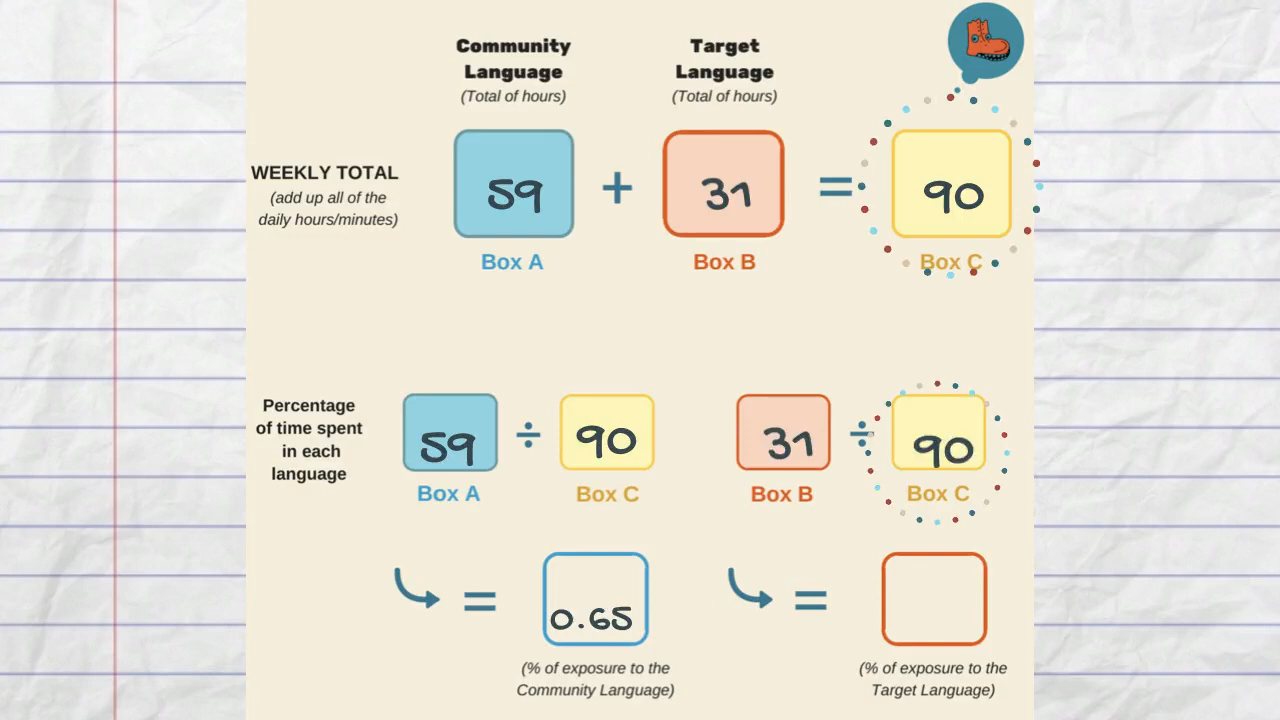 Community
Language
(Total of hours)
Target
Language
(Total of hours)
WEEKLY TOTAL
(add up all of the
daily hours/minutes)
59
+
31
=
90
Box A
Box B
Box C
Percentage
of time spent
in each
language
59
÷
90
31
÷
90
Box A
Box C
Box B
Box C
=
0.65
=
(% of exposure to the
Community Language)
(% of exposure to the
Target Language)